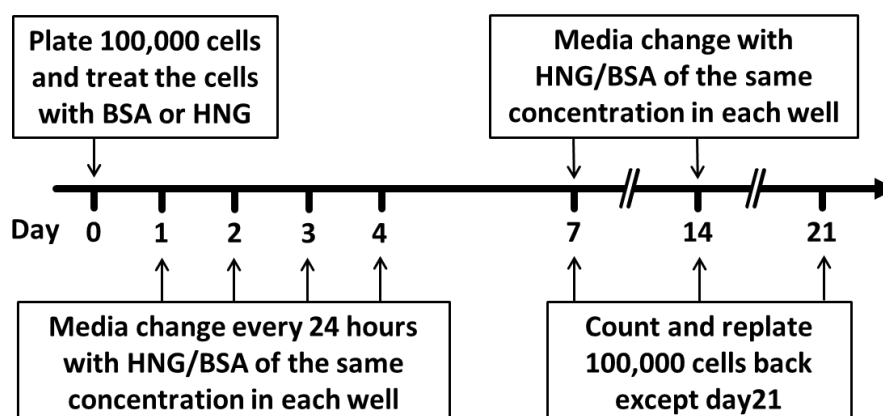 Plate 100,000 cells
and treat the cells
with BSA or HNG
Media change with
HNG/BSA of the same
concentration in each well
Day 0 1 2 3 4 7 14 21
Media change every 24 hours
with HNG/BSA of the same
concentration in each well
Count and replate
100,000 cells back
except day21